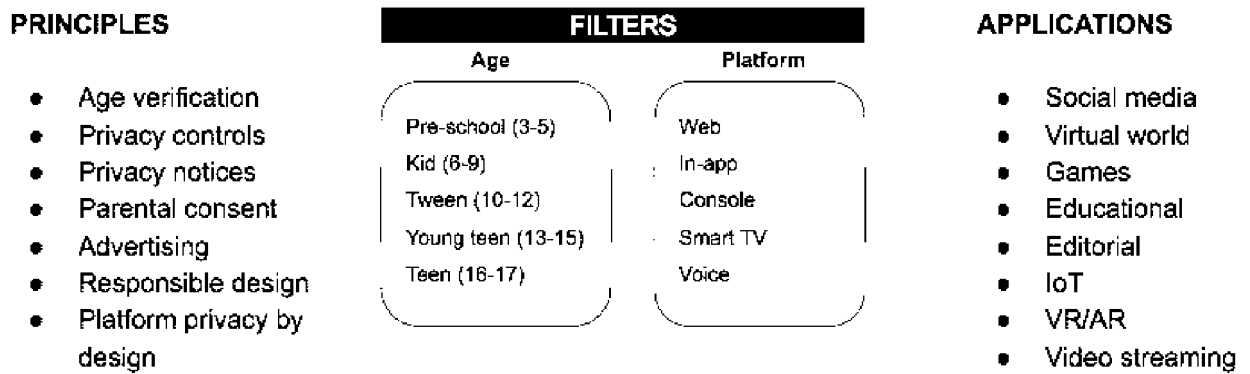 PRINCIPLES
● Age verification
● Privacy controls
● Privacy notices
● Parental consent
● Advertising
● Responsible design
● Platform privacy by
design
FILTERS
Age
Pre-school (3-5)
Kid (6-9)
Tween (10-12)
Young teen (13-15)
Teen (16-17)
Platform
Web
In-app
Console
Smart TV
Voice
APPLICATIONS
● Social media
● Virtual world
● Games
● Educational
● Editorial
● IoT
● VR/AR
● Video streaming